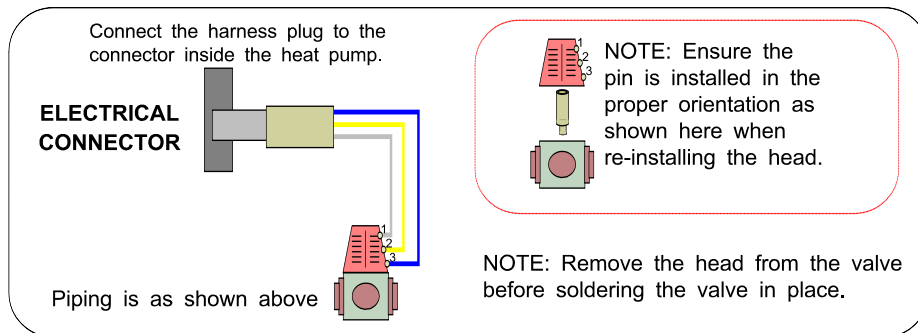 Connect the harness plug to the
connector inside the heat pump.
ELECTRICAL
CONNECTOR
1
2
3
Piping is as shown above
1
2
3
NOTE: Ensure the
pin is installed in the
proper orientation as
shown here when
re-installing the head.
NOTE: Remove the head from the valve
before soldering the valve in place.